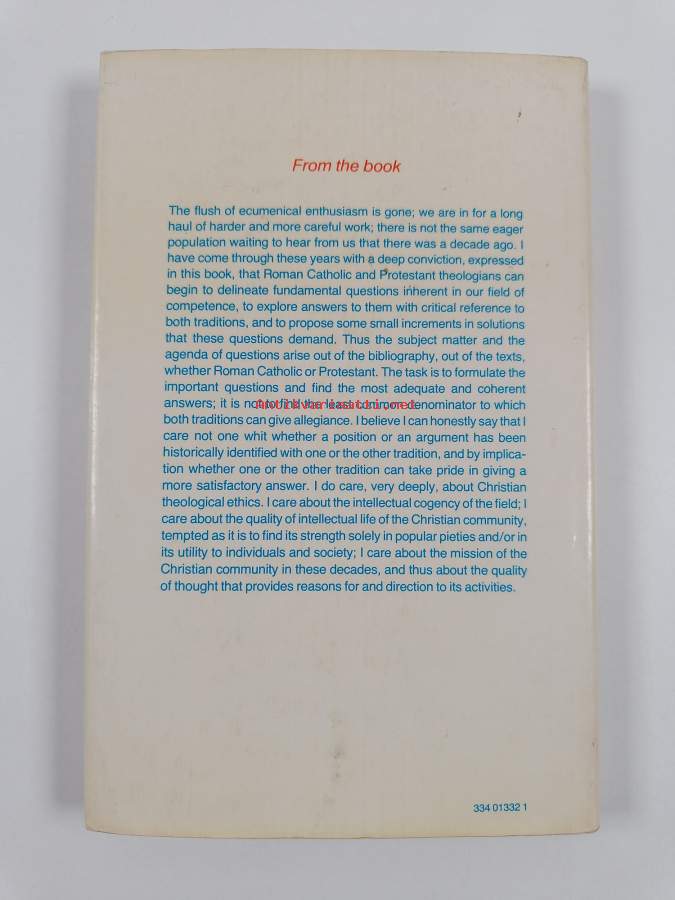 From the book
The flush of ecumenical enthusiasm is gone; we are in for a long
haul of harder and more careful work; there is not the same eager
population waiting to hear from us that there was a decade ago. I
have come through these years with a deep conviction, expressed
in this book, that Roman Catholic and Protestant theologians can
begin to delineate fundamental questions inherent in our field of
competence, to explore answers to them with critical reference to
both traditions, and to propose some small increments in solutions
that these questions demand. Thus the subject matter and the
agenda of questions arise out of the bibliography, out of the texts,
whether Roman Catholic or Protestant. The task is to formulate the
important questions and find the most adequate and coherent
answers; it is not to find the least common denominator to which
both traditions can give allegiance. I believe I can honestly say that I
care not one whit whether a position or an argument has been
historically identified with one or the other tradition, and by implica-
tion whether one or the other tradition can take pride in giving a
more satisfactory answer. I do care, very deeply, about Christian
theological ethics. I care about the intellectual cogency of the field; I
care about the quality of intellectual life of the Christian community,
tempted as it is to find its strength solely in popular pieties and/or in
its utility to individuals and society; I care about the mission of the
Christian community in these decades, and thus about the quality
of thought that provides reasons for and direction to its activities.
334 01332 1